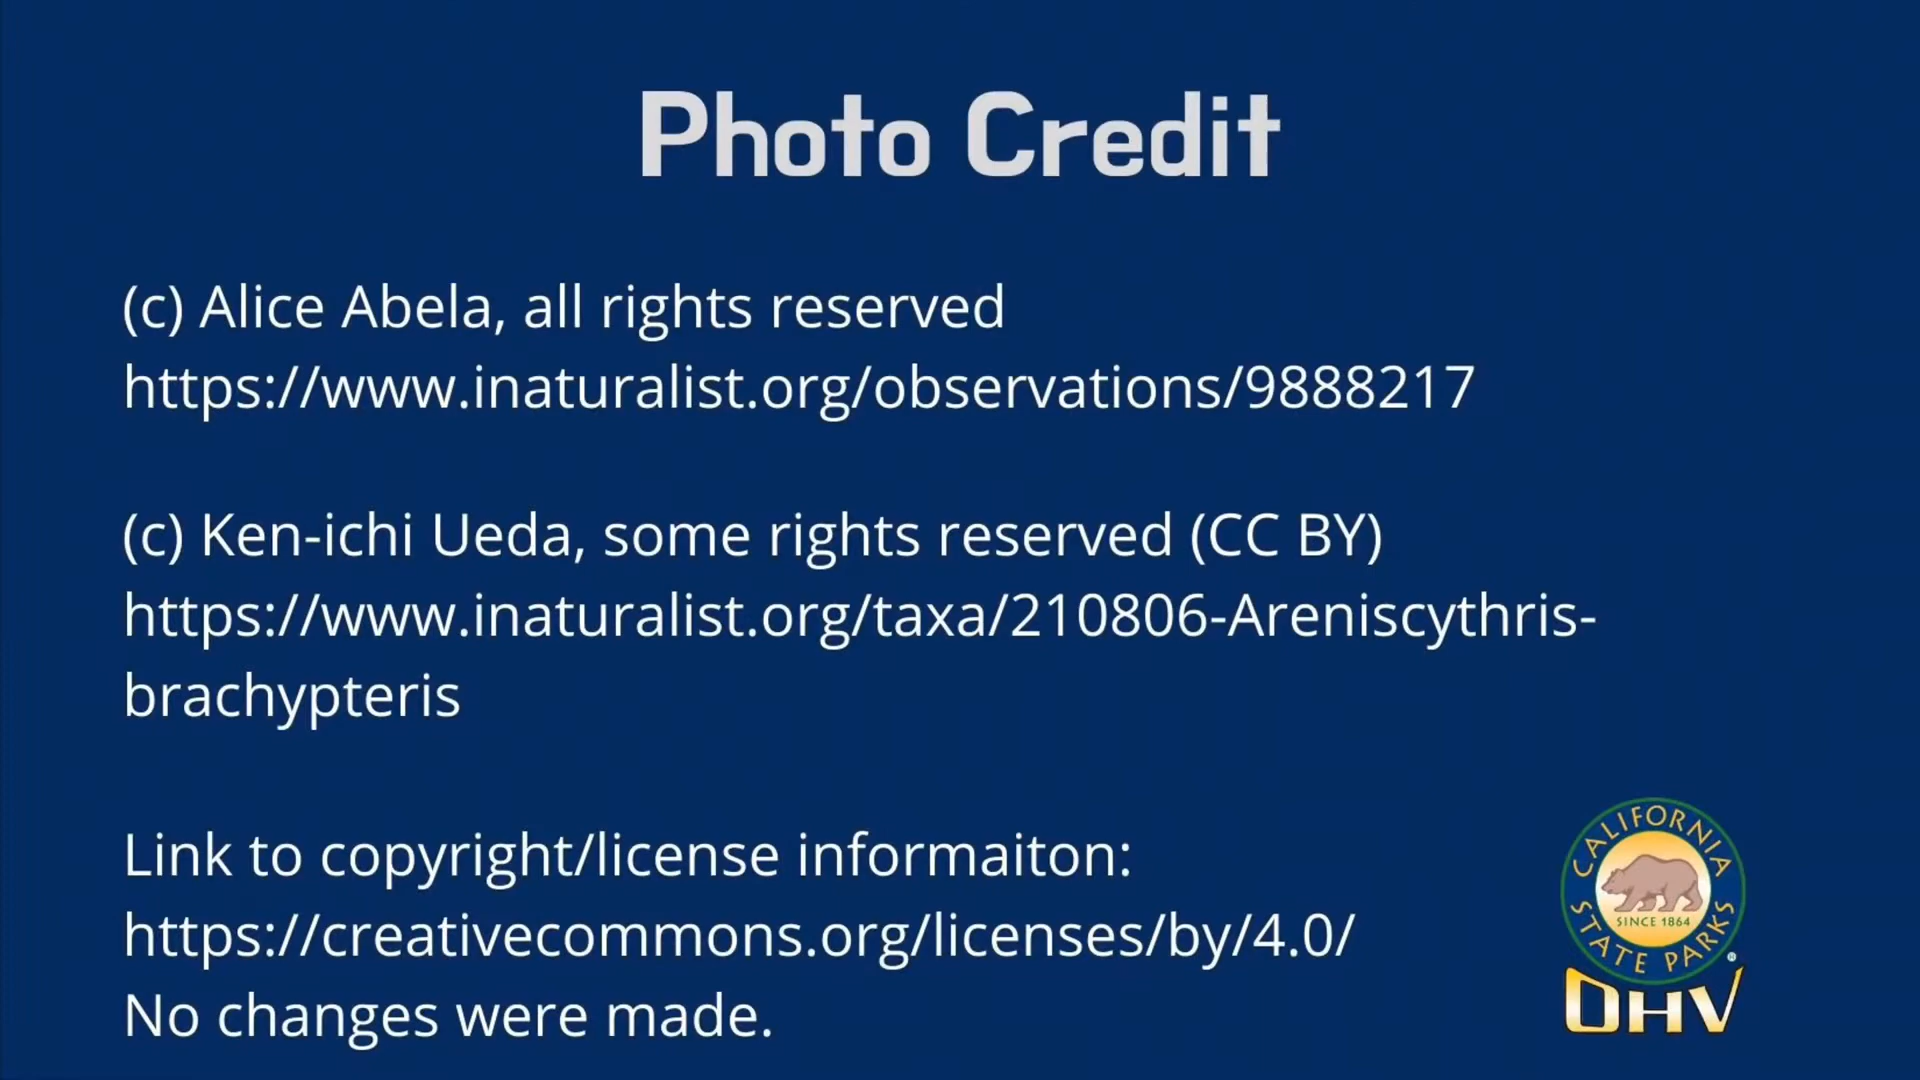 Photo Credit
(c) Alice Abela, all rights reserved
https://www.inaturalist.org/observations/9888217
(c) Ken-ichi Ueda, some rights reserved (CC BY)
https://www.inaturalist.org/taxa/210806-Areniscythris-
brachypteris
Link to copyright/license informaiton:
https://creativecommons.org/licenses/by/4.0/
No changes were made.
CALIFORNIA
SINCE 1864
STATE PARKS
®
OHV